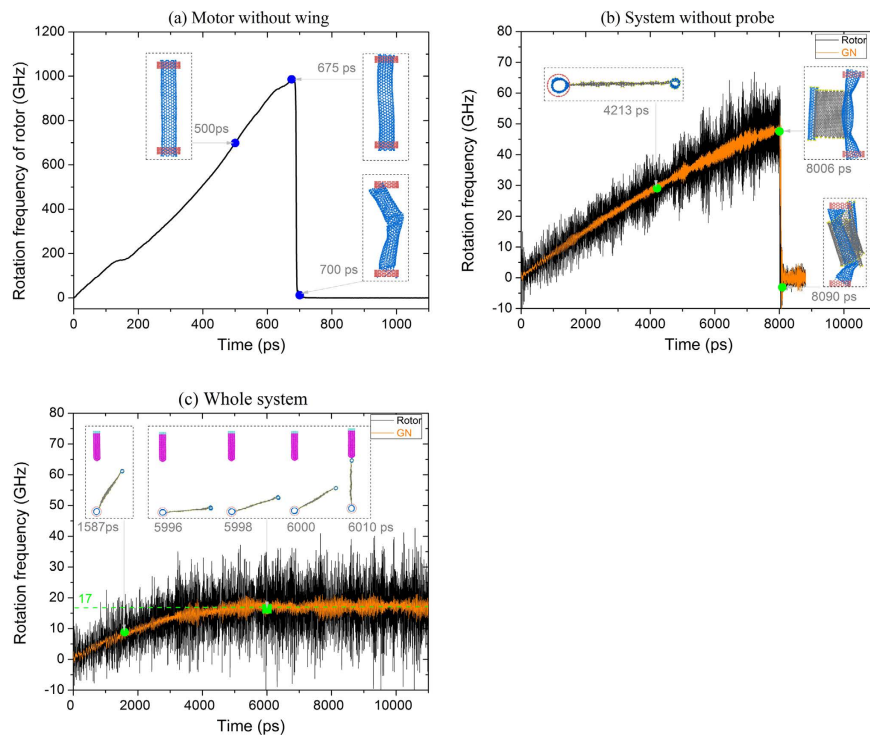 (a) Motor without wing
Rotation frequency of rotor (GHz)
1200
1000
800
600
400
200
0
0 200 400 600 800 1000
Time (ps)
500ps
675 ps
700 ps
(b) System without probe
Rotation frequency (GHz)
80
70
60
50
40
30
20
10
0
-10
0 2000 4000 6000 8000 10000
Time (ps)
Rotor
GN
4213 ps
8006 ps
8090 ps
(c) Whole system
Rotation frequency (GHz)
80
70
60
50
40
30
20
10
0
-10
0 2000 4000 6000 8000 10000
Time (ps)
Rotor
GN
1587ps
5996 5998 6000 6010 ps
17